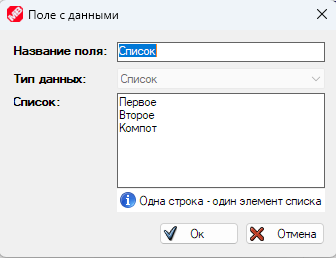 Поле с данными
Название поля: Список
Тип данных: Список
Список:
Первое
Второе
Компот
Одна строка - один элемент списка
Ок Отмена